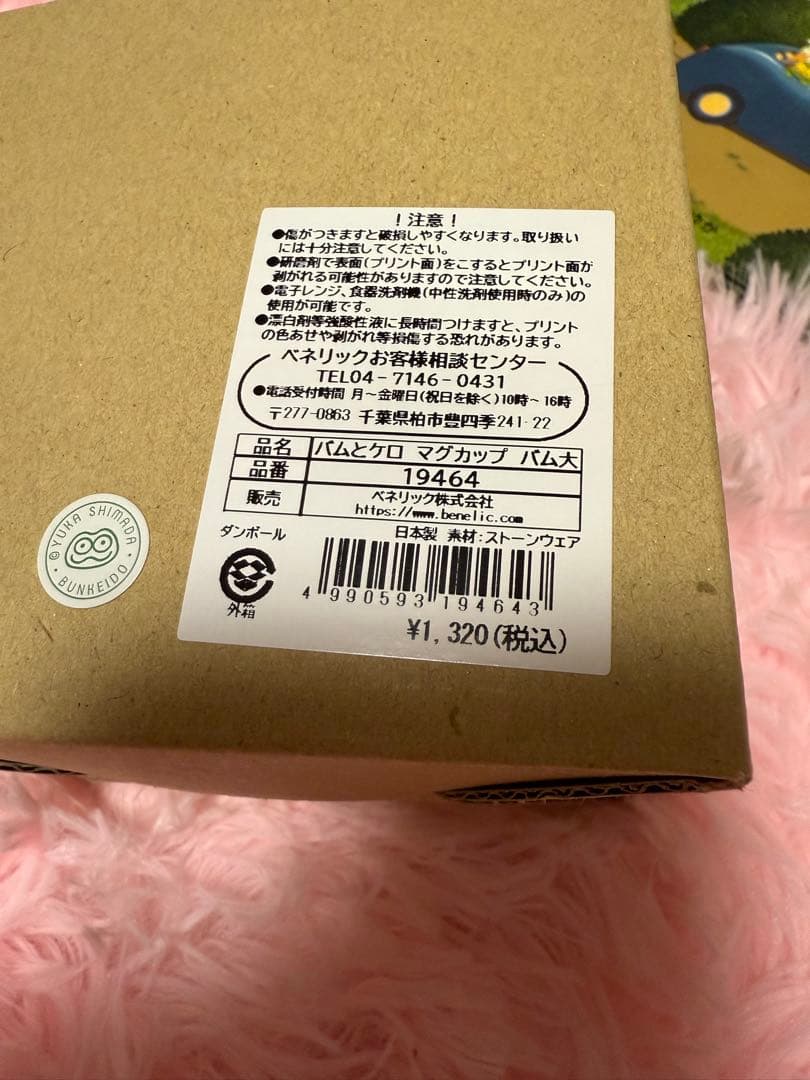 ！注意！
●傷がつきますと破損しやすくなります。取り扱い
には十分注意してください。
●研磨剤で表面(プリント面)をこするとプリント面が
剥がれる可能性がありますので注意してください。
●電子レンジ、食器洗剤機(中性洗剤使用時のみ)の
使用が可能です。
●漂白剤等強酸性液に長時間つけますと、プリント
の色あせや剥がれ等損傷する恐れがあります。
ベネリックお客様相談センター
TEL04-7146-0431
●電話受付時間 月～金曜日(祝日を除く)10時～16時
〒277-0863 千葉県柏市豊四季241-22
品名 バムとケロ マグカップ バム大
品番 19464
販売 ベネリック株式会社
https://www.benelic.com
ダンボール
日本製 素材:ストーンウェア
外箱
4 990593 194643
¥1,320(税込)
©YUKA SHIMADA
・BUNKEIDO・